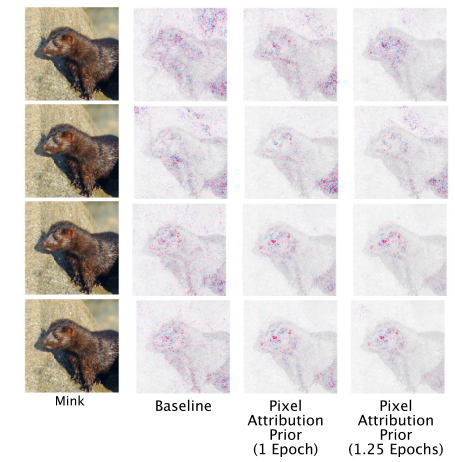 Mink
Baseline
Pixel
Attribution
Prior
(1 Epoch)
Pixel
Attribution
Prior
(1.25 Epochs)